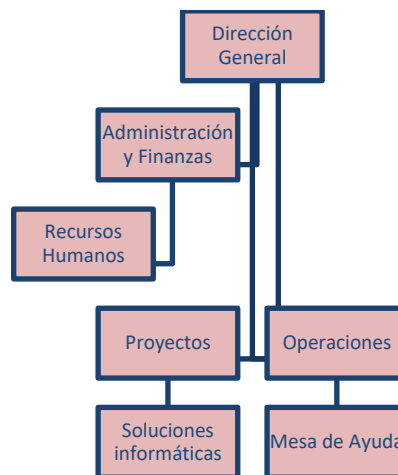 Dirección
General
Administración
y Finanzas
Recursos
Humanos
Proyectos
Operaciones
Soluciones
informáticas
Mesa de Ayuda